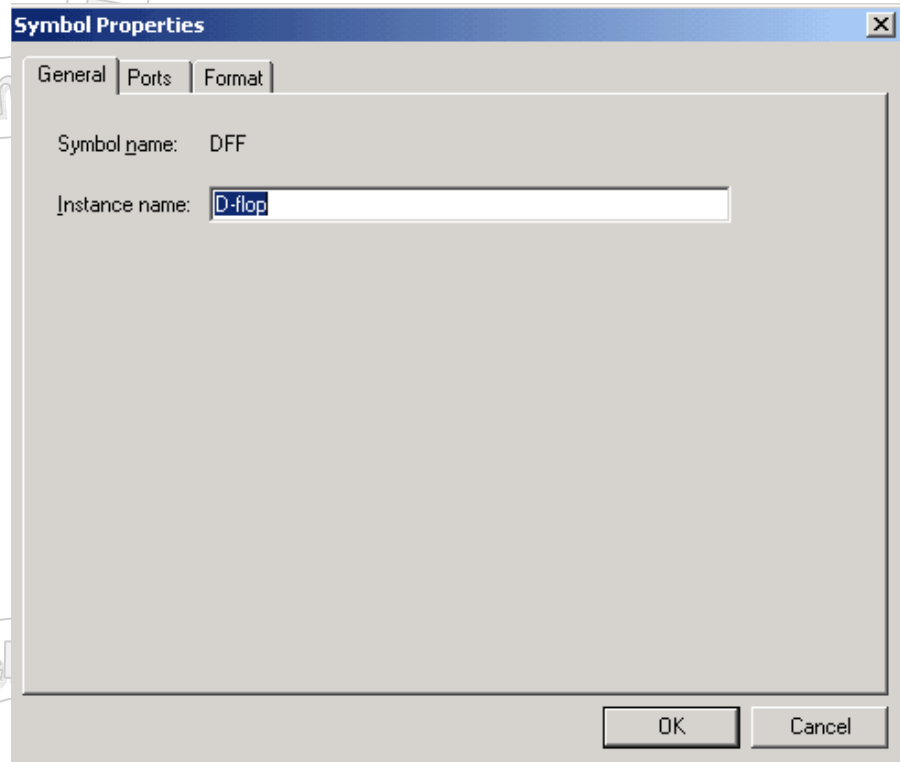 Symbol Properties
General Ports Format
Symbol name: DFF
Instance name: D-flop
OK Cancel